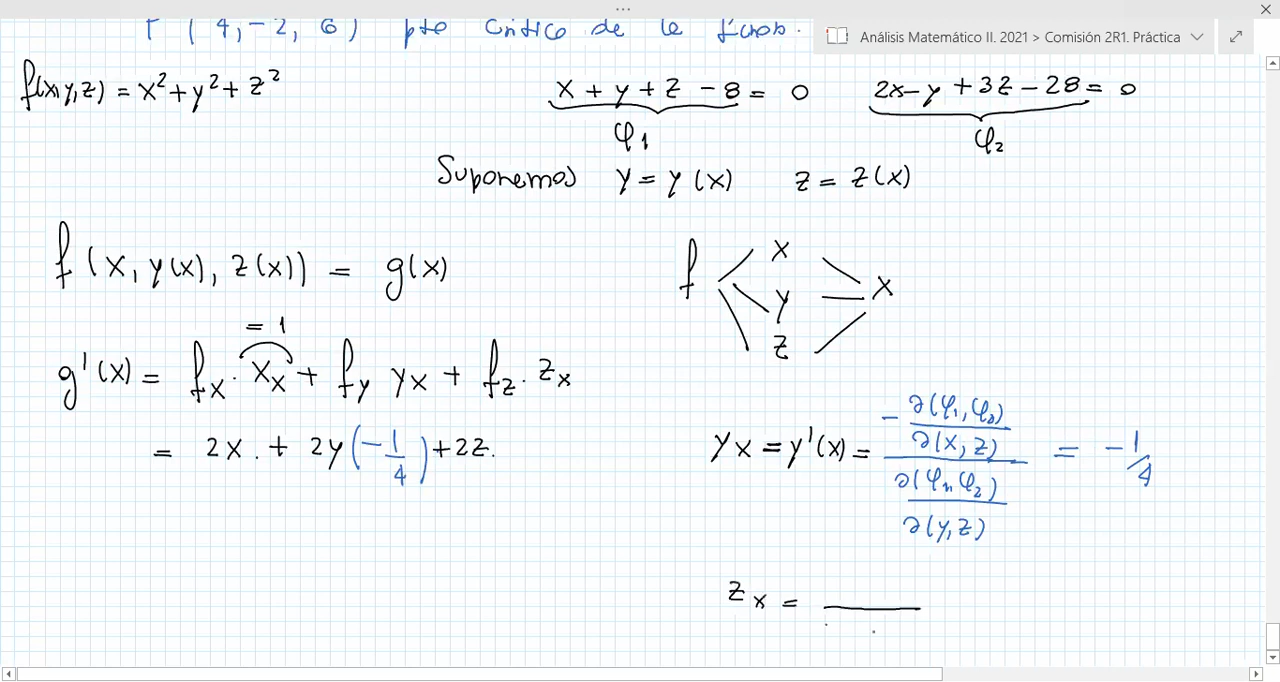 P (4, -2, 6) pto Crítico de la func.
Análisis Matemático II. 2021 > Comisión 2R1. Práctica
f(x,y,z) = x² + y² + z²
x + y + z - 8 = 0
2x - y + 3z - 28 = 0
φ1
φ2
Suponemos y = y(x) z = z(x)
f(x, y(x), z(x)) = g(x)
f x y z x
= 1
g'(x) = fx · xx + fy yx + fz · zx
= 2x · + 2y(-1/4) + 2z.
yx = y'(x) = - ∂(φ1,φ2)/∂(x,z) / ∂(φ1,φ2)/∂(y,z) = -1/4
zx =